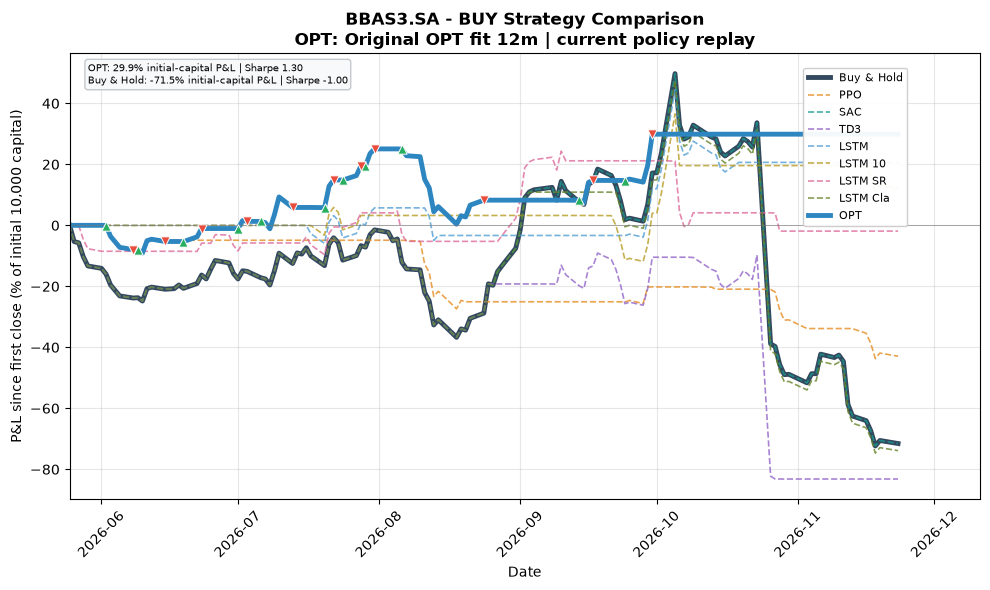 BBAS3.SA - BUY Strategy Comparison
OPT: Original OPT fit 12m | current policy replay
OPT: 29.9% initial-capital P&L | Sharpe 1.30
Buy & Hold: -71.5% initial-capital P&L | Sharpe -1.00
Buy & Hold
PPO
SAC
TD3
LSTM
LSTM 10
LSTM SR
LSTM Cla
OPT
P&L since first close (% of initial 10,000 capital)
40
20
0
−20
−40
−60
−80
2026-06
2026-07
2026-08
2026-09
2026-10
2026-11
2026-12
Date